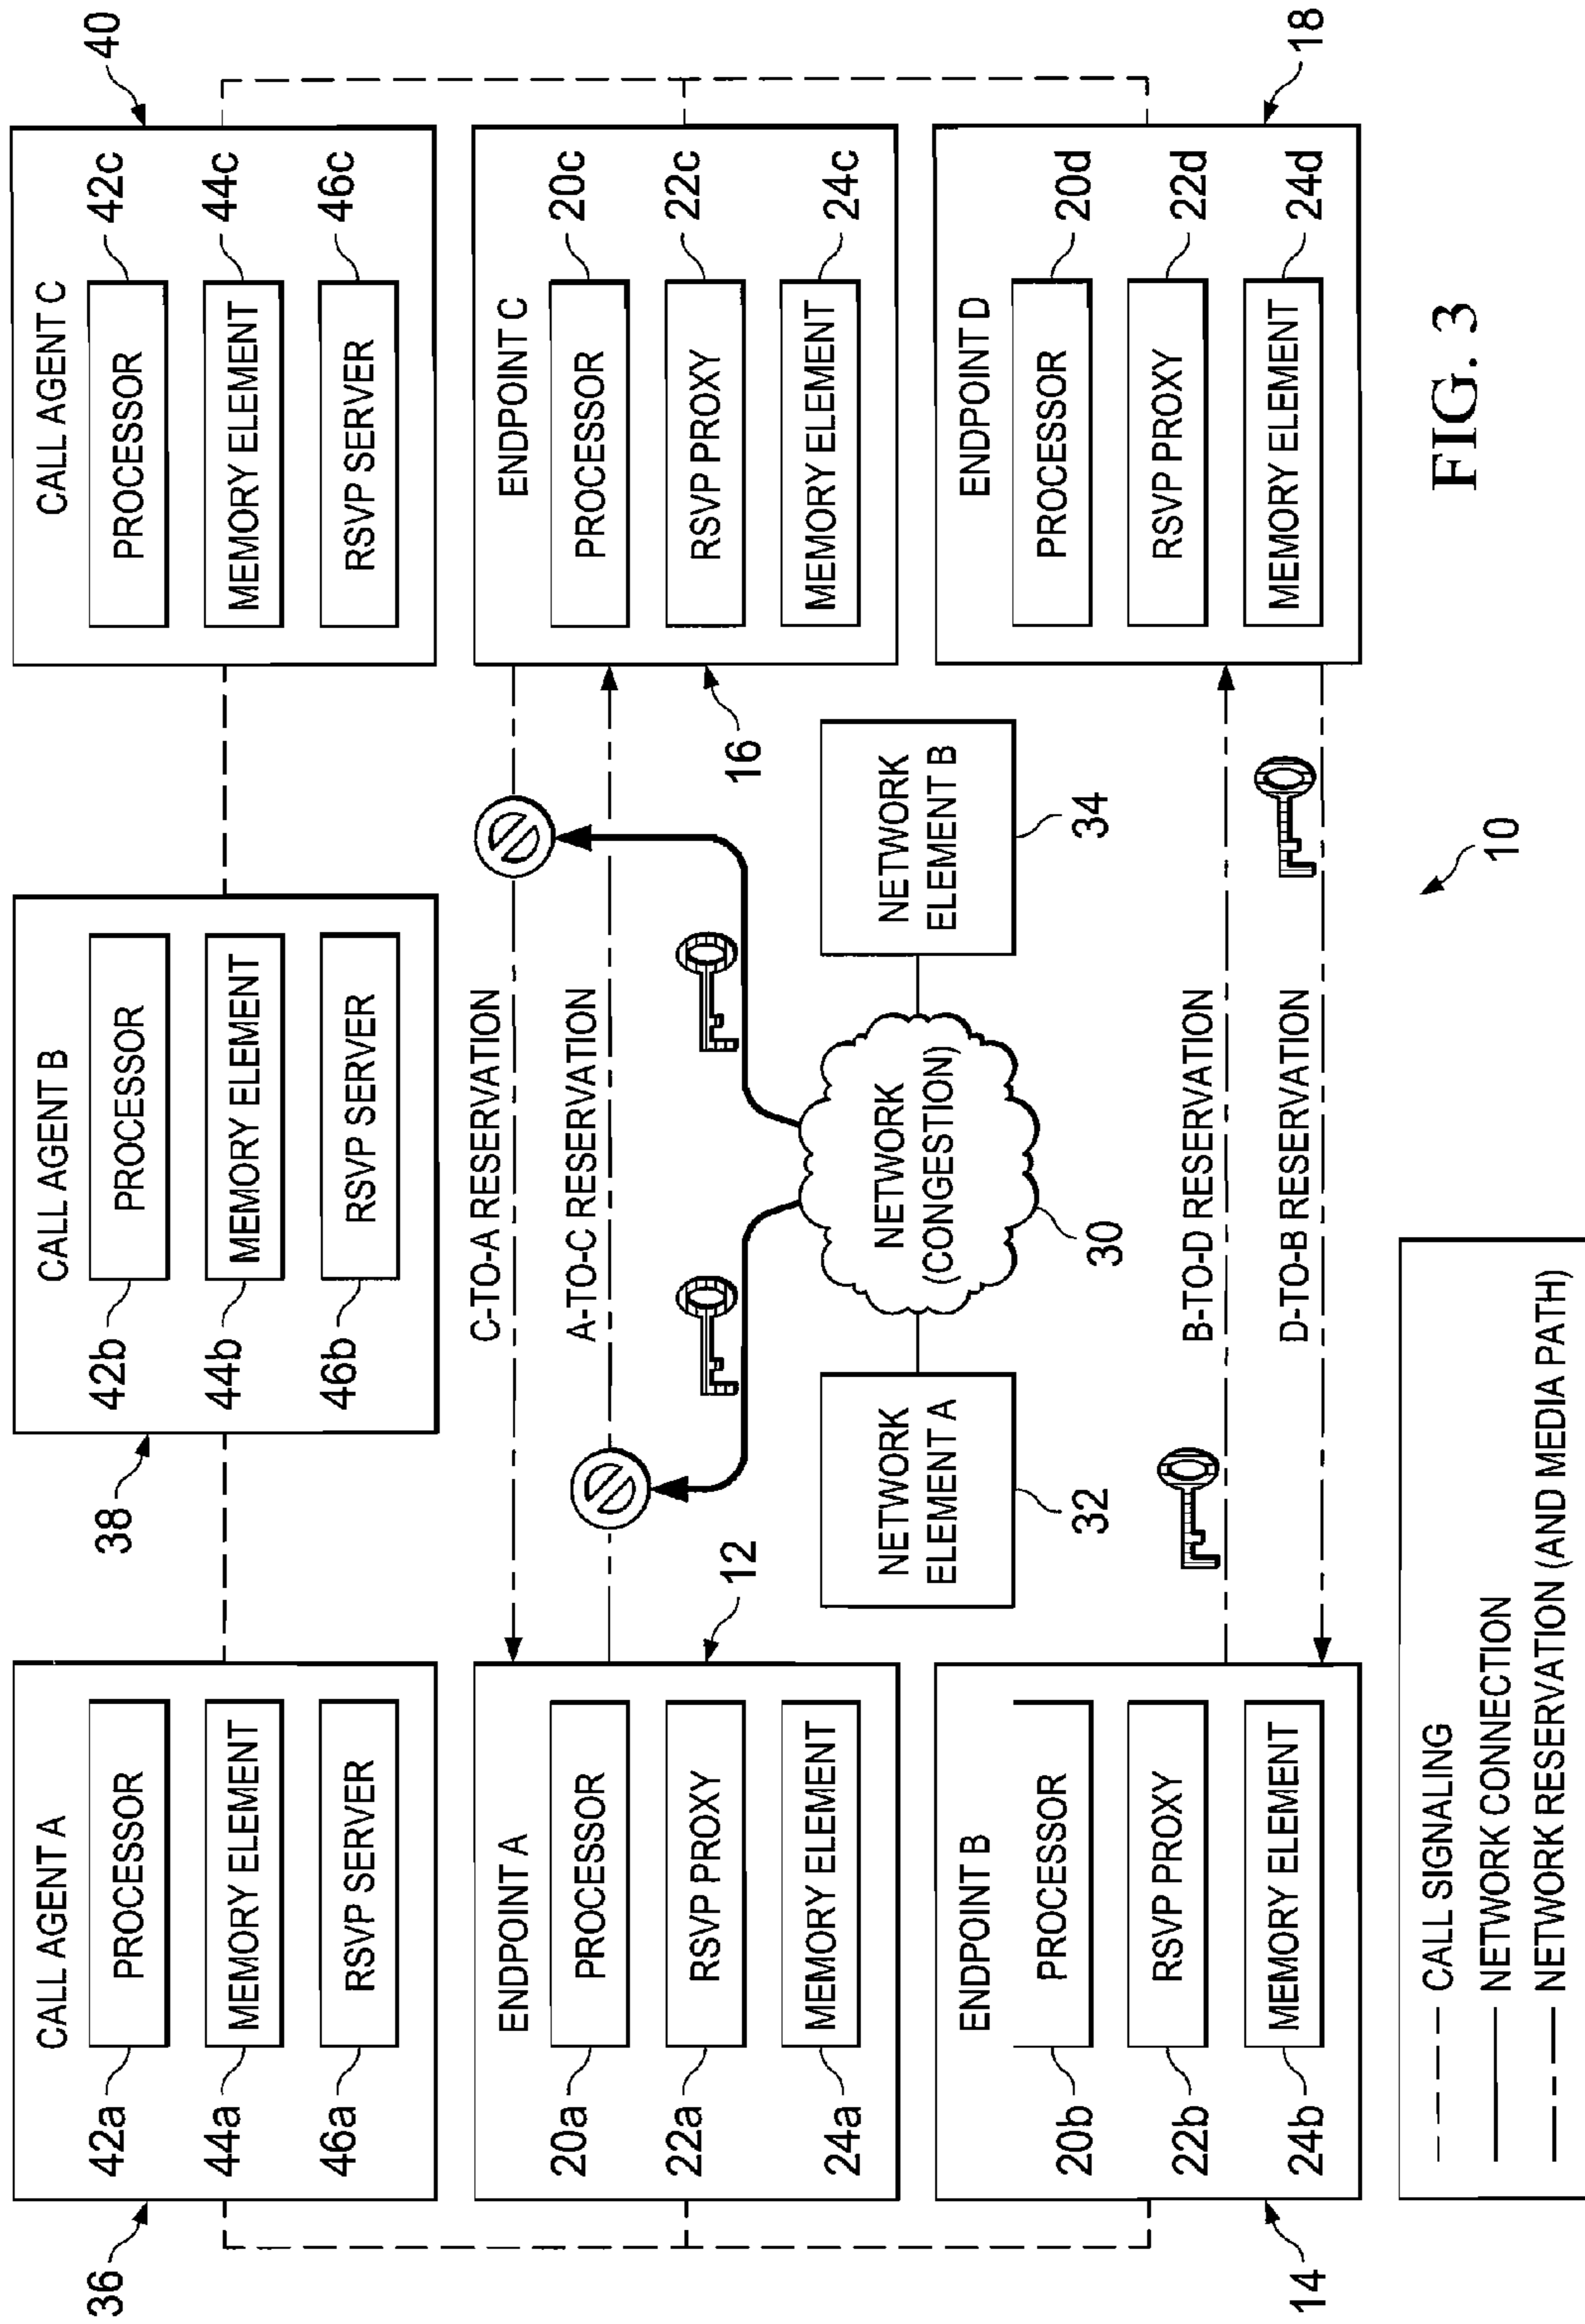 36
38
40
CALL AGENT A
42a
PROCESSOR
44a
MEMORY ELEMENT
46a
RSVP SERVER
CALL AGENT B
42b
PROCESSOR
44b
MEMORY ELEMENT
46b
RSVP SERVER
CALL AGENT C
PROCESSOR
42c
MEMORY ELEMENT
44c
RSVP SERVER
46c
ENDPOINT A
20a
PROCESSOR
22a
RSVP PROXY
24a
MEMORY ELEMENT
12
C-TO-A RESERVATION
A-TO-C RESERVATION
ENDPOINT C
PROCESSOR
20c
RSVP PROXY
22c
MEMORY ELEMENT
24c
16
NETWORK
ELEMENT A
32
NETWORK
(CONGESTION)
30
NETWORK
ELEMENT B
34
ENDPOINT B
20b
PROCESSOR
22b
RSVP PROXY
24b
MEMORY ELEMENT
14
B-TO-D RESERVATION
D-TO-B RESERVATION
ENDPOINT D
PROCESSOR
20d
RSVP PROXY
22d
MEMORY ELEMENT
24d
18
10
CALL SIGNALING
NETWORK CONNECTION
NETWORK RESERVATION (AND MEDIA PATH)
FIG. 3